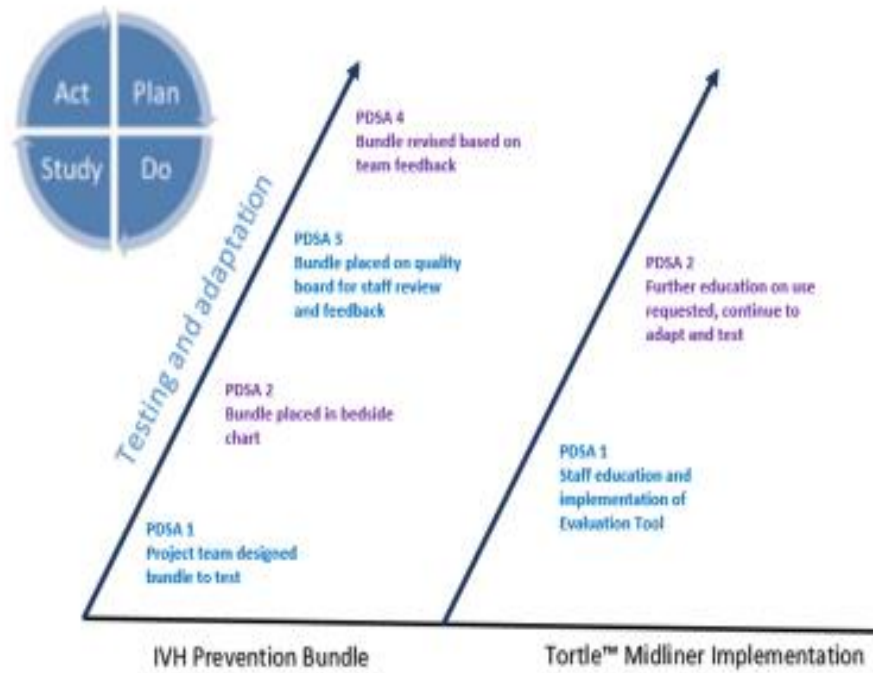 Act
Plan
Study
Do
Testing and adaptation
PDSA 4
Bundle revised based on
team feedback
PDSA 3
Bundle placed on quality
board for staff review
and feedback
PDSA 2
Bundle placed in bedside
chart
PDSA 1
Project team designed
bundle to test
PDSA 2
Further education on use
requested, continue to
adapt and test
PDSA 1
Staff education and
implementation of
Evaluation Tool
IVH Prevention Bundle
Tortle™ Midliner Implementation